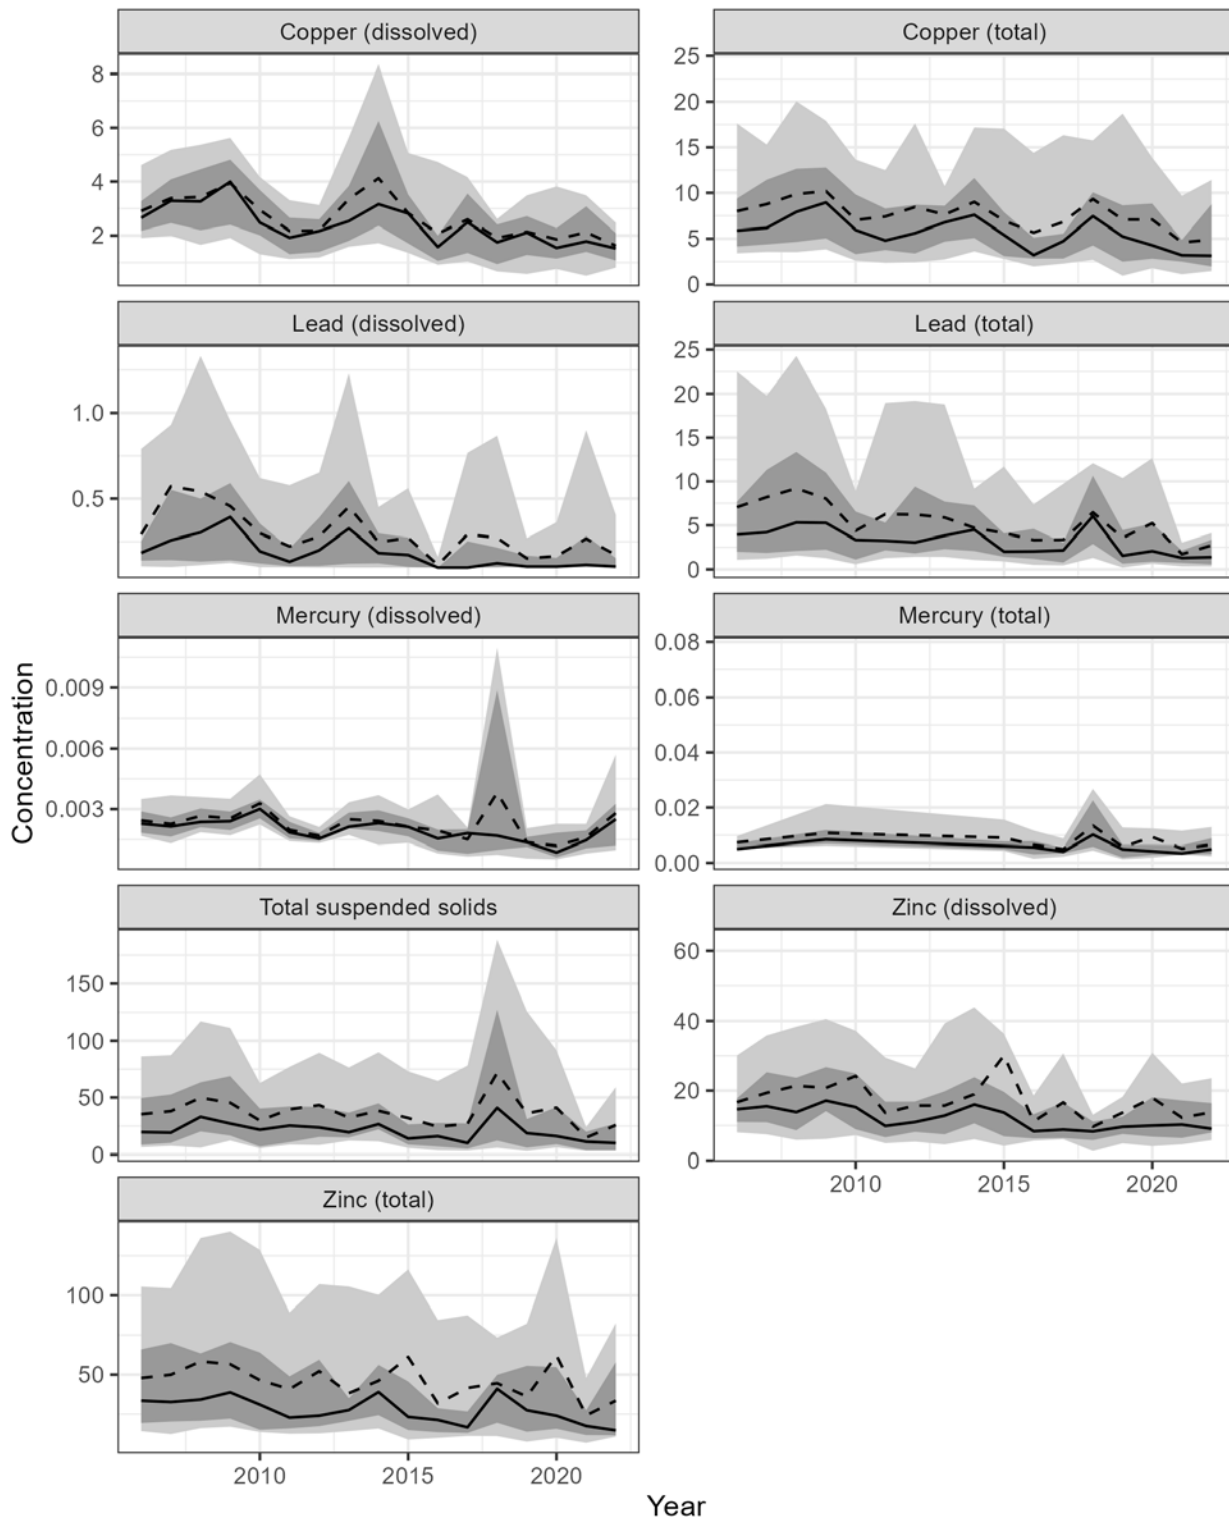 Copper (dissolved)
8
6
4
2
Copper (total)
25
20
15
10
5
0
Lead (dissolved)
1.0
0.5
Lead (total)
25
20
15
10
5
0
Mercury (dissolved)
0.009
0.006
0.003
Mercury (total)
0.08
0.06
0.04
0.02
0.00
Concentration
Total suspended solids
150
100
50
0
Zinc (dissolved)
60
40
20
0
2010 2015 2020
Zinc (total)
100
50
2010 2015 2020
Year